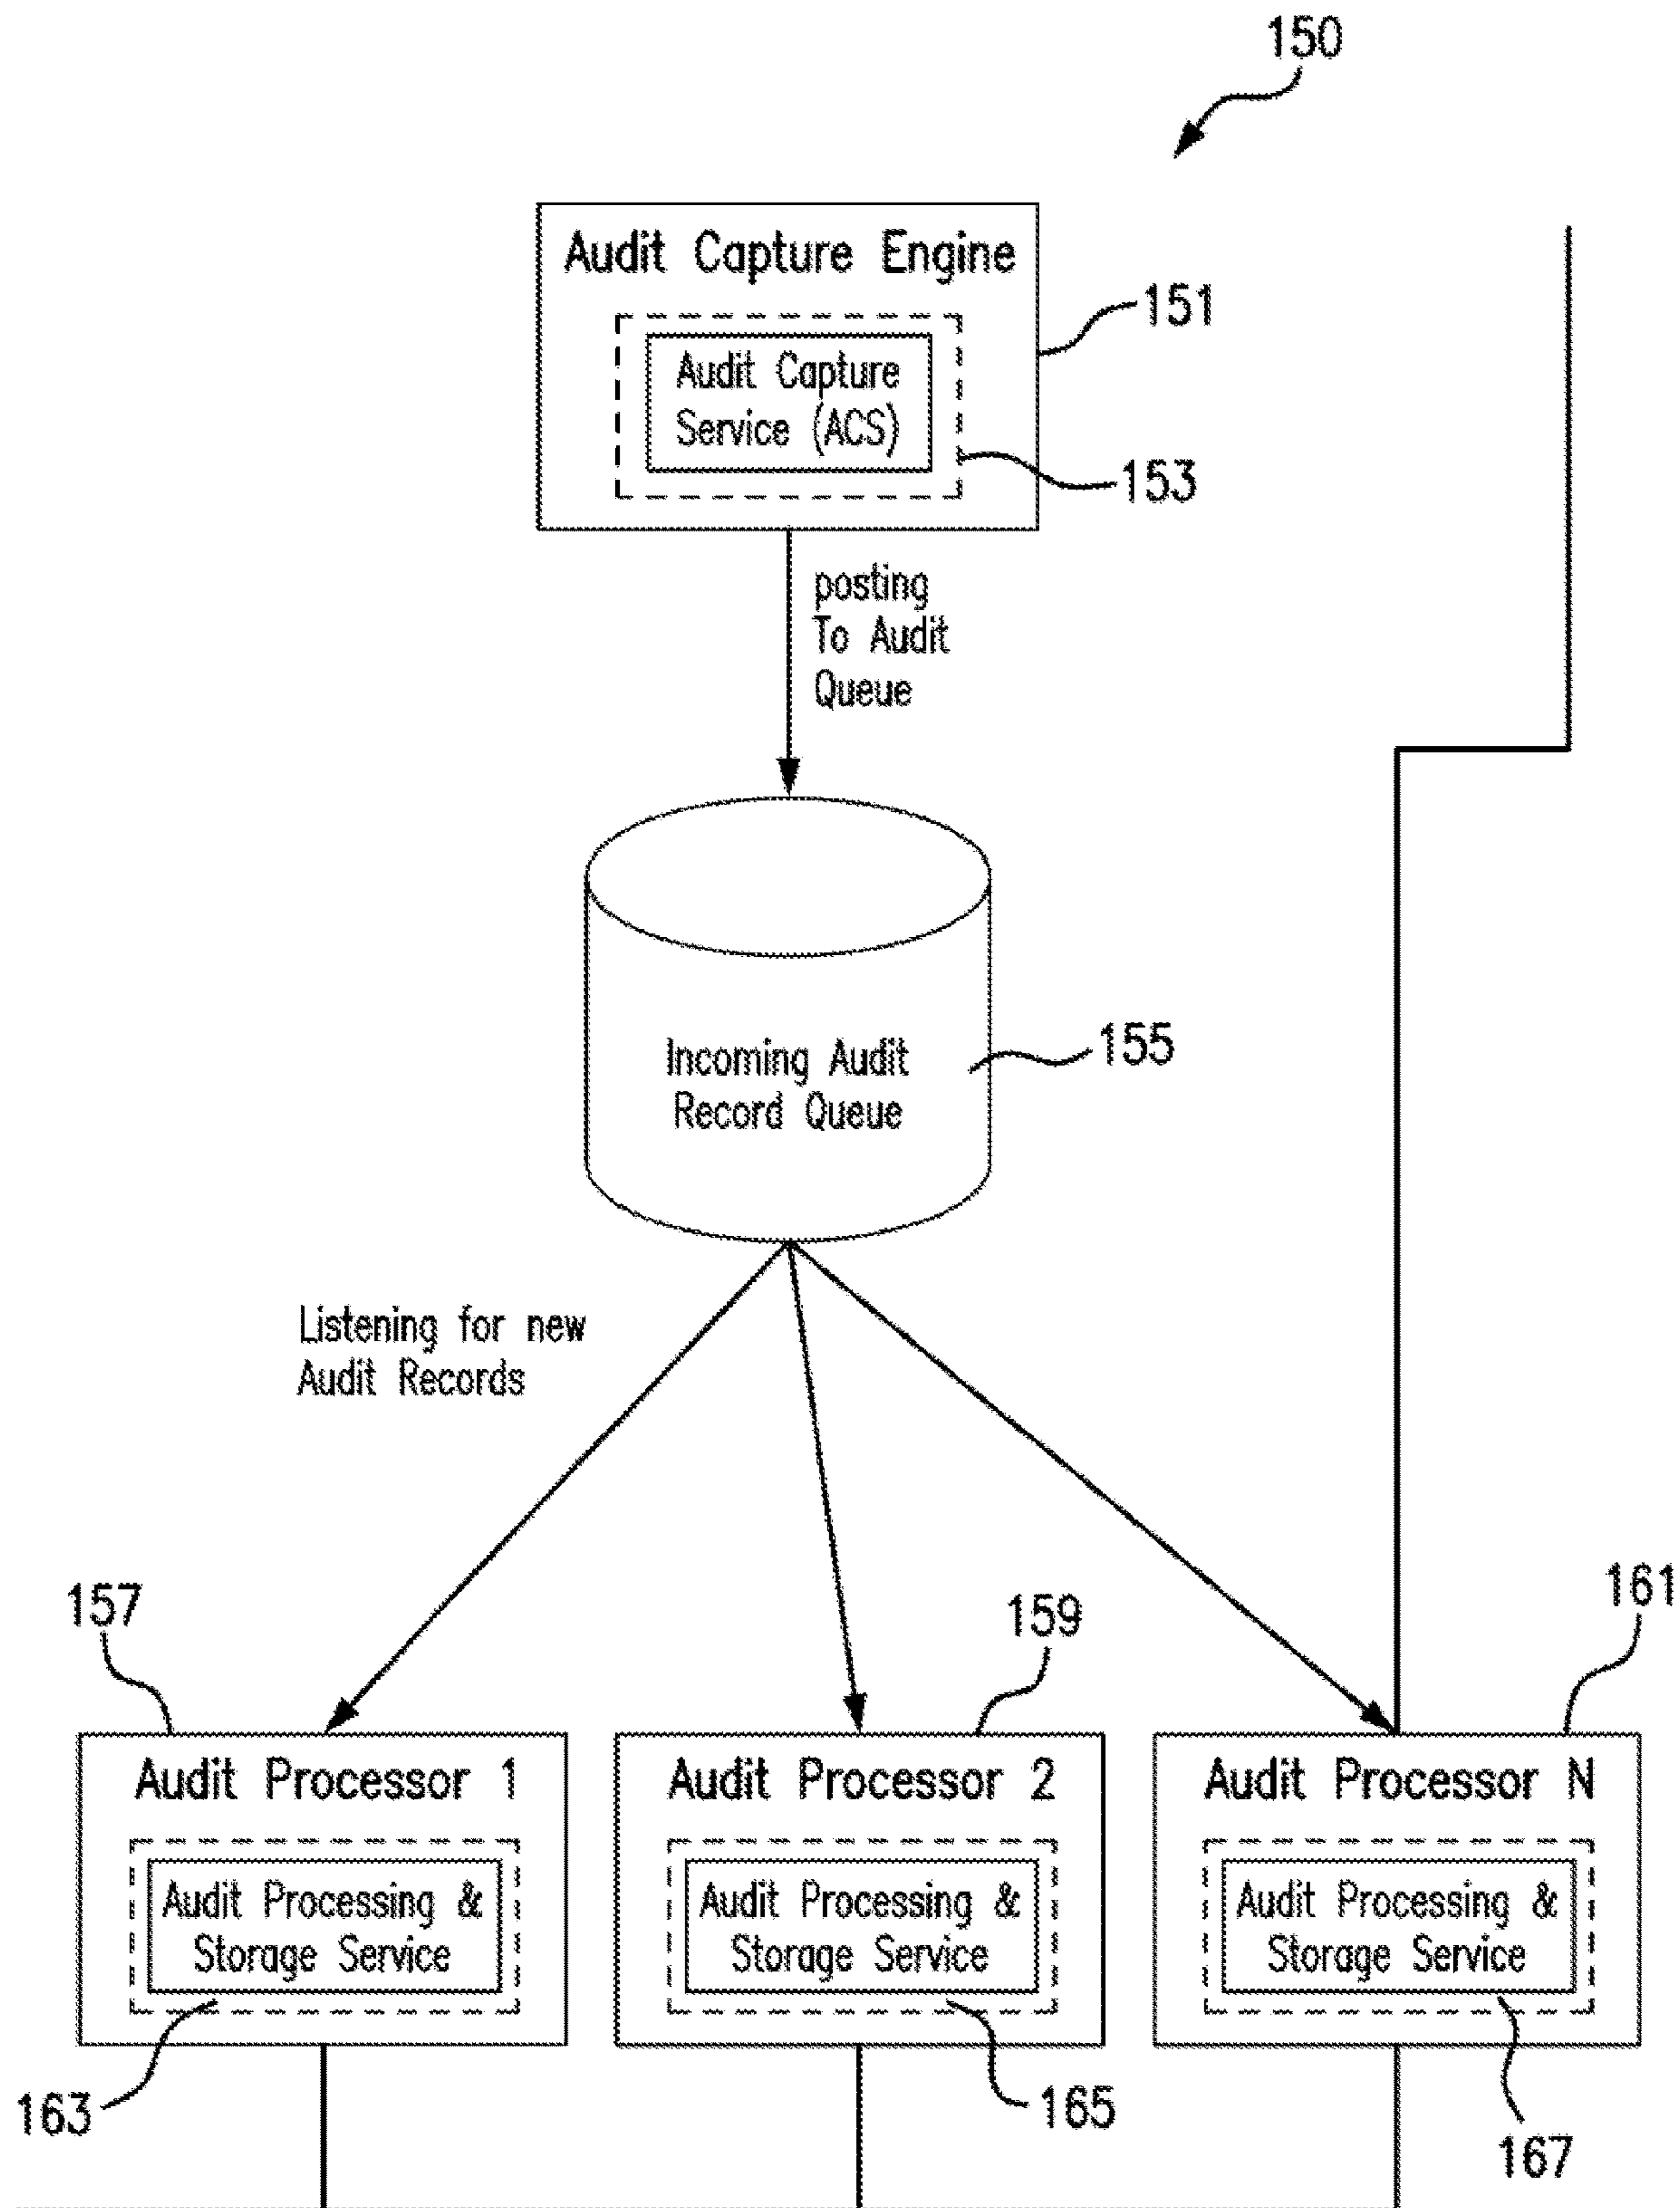 150
Audit Capture Engine
151
Audit Capture
Service (ACS)
153
posting
To Audit
Queue
Incoming Audit
Record Queue
155
Listening for new
Audit Records
157
159
161
Audit Processor 1
Audit Processing &
Storage Service
163
Audit Processor 2
Audit Processing &
Storage Service
165
Audit Processor N
Audit Processing &
Storage Service
167